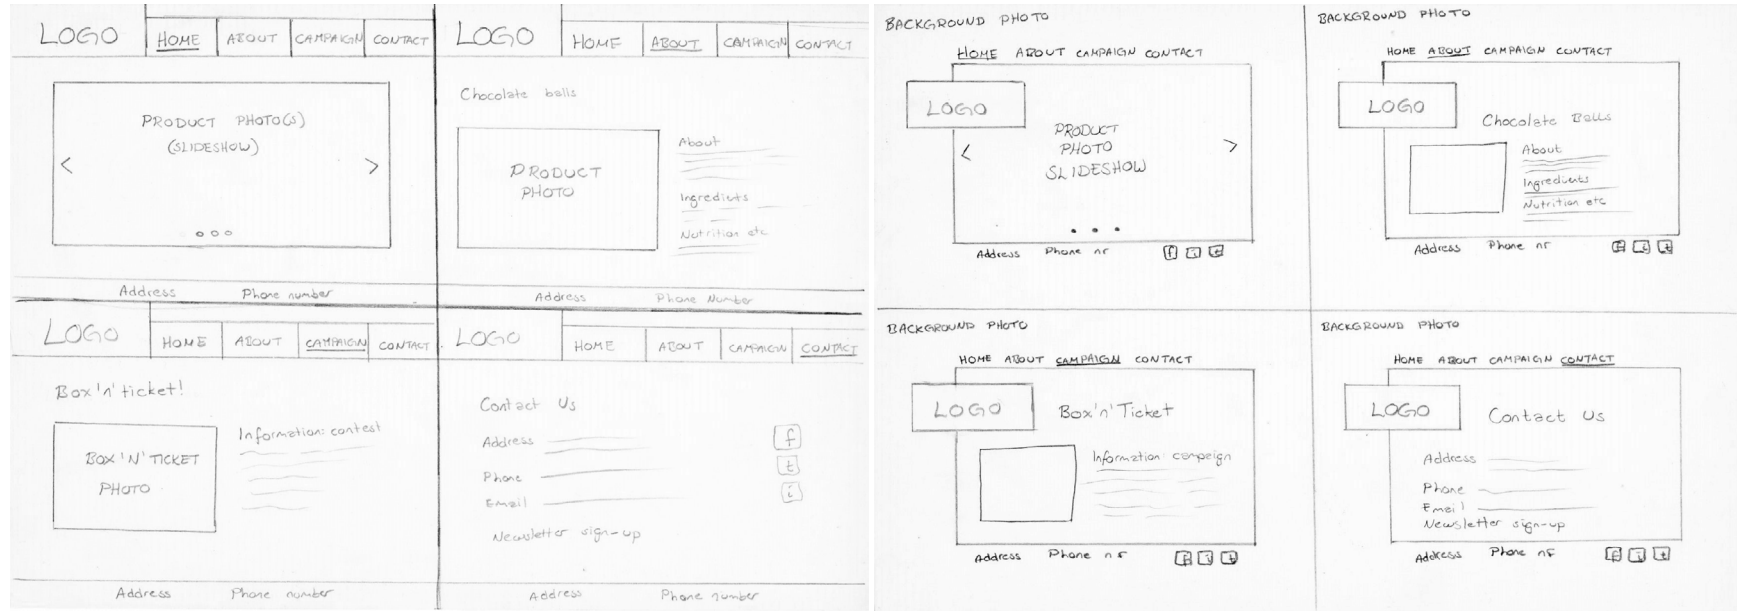 LOGO HOME ABOUT CAMPAIGN CONTACT
PRODUCT PHOTO(S)
(SLIDESHOW)
< >
Address Phone number
LOGO HOME ABOUT CAMPAIGN CONTACT
Chocolate balls
PRODUCT
PHOTO
About
Ingredients
Nutrition etc
Address Phone Number
LOGO HOME ABOUT CAMPAIGN CONTACT
Box 'n' ticket!
BOX 'N' TICKET
PHOTO
Information: contest
Address Phone number
LOGO HOME ABOUT CAMPAIGN CONTACT
Contact Us
Address
Phone
Email
Newsletter sign-up
f
t
i
Address Phone number
BACKGROUND PHOTO
HOME ABOUT CAMPAIGN CONTACT
LOGO
PRODUCT
PHOTO
SLIDESHOW
< >
Address Phone nr f i t
BACKGROUND PHOTO
HOME ABOUT CAMPAIGN CONTACT
LOGO
Chocolate Balls
About
Ingredients
Nutrition etc
Address Phone nr f i t
BACKGROUND PHOTO
HOME ABOUT CAMPAIGN CONTACT
LOGO
Box 'n' Ticket
Information: campaign
Address Phone nr f i t
BACKGROUND PHOTO
HOME ABOUT CAMPAIGN CONTACT
LOGO
Contact Us
Address
Phone
Email
Newsletter sign-up
Address Phone nr f i t